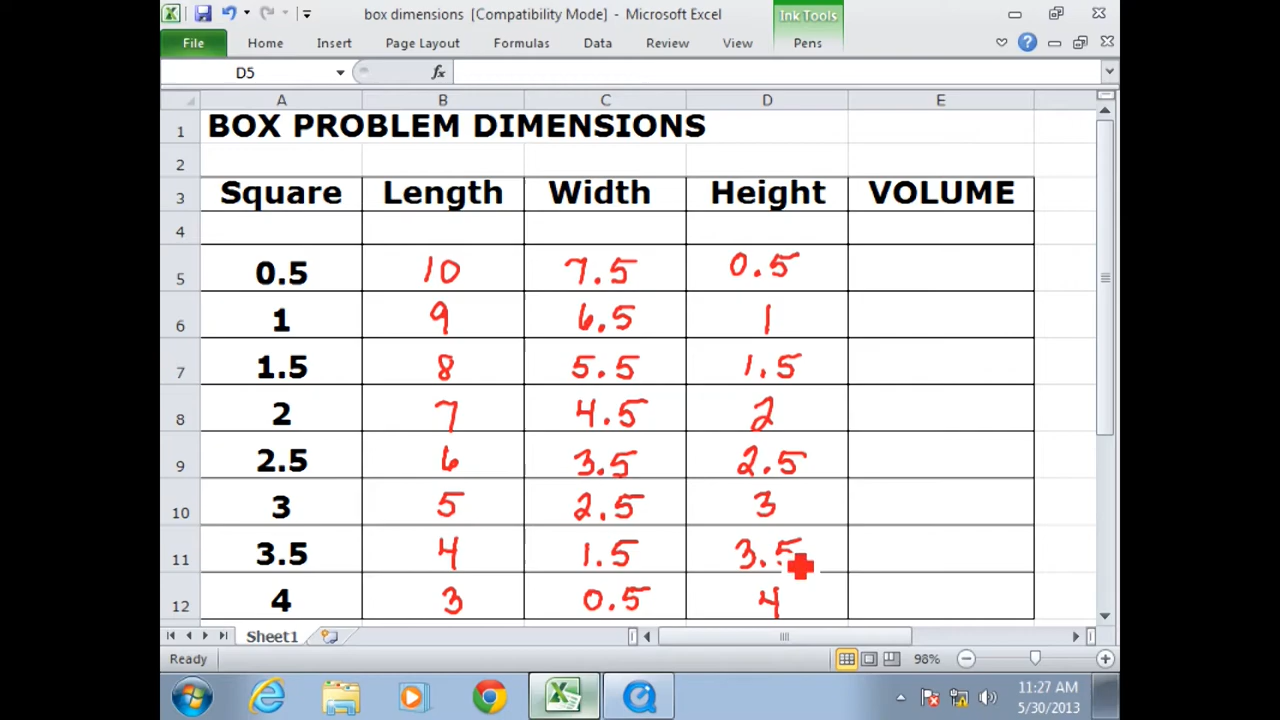 box dimensions [Compatibility Mode] - Microsoft Excel
Ink Tools
File Home Insert Page Layout Formulas Data Review View Pens
D5 fx
A B C D E
1 BOX PROBLEM DIMENSIONS
2
3 Square Length Width Height VOLUME
4
5 0.5 10 7.5 0.5
6 1 9 6.5 1
7 1.5 8 5.5 1.5
8 2 7 4.5 2
9 2.5 6 3.5 2.5
10 3 5 2.5 3
11 3.5 4 1.5 3.5
12 4 3 0.5 4
Sheet1
Ready 98%
11:27 AM
5/30/2013